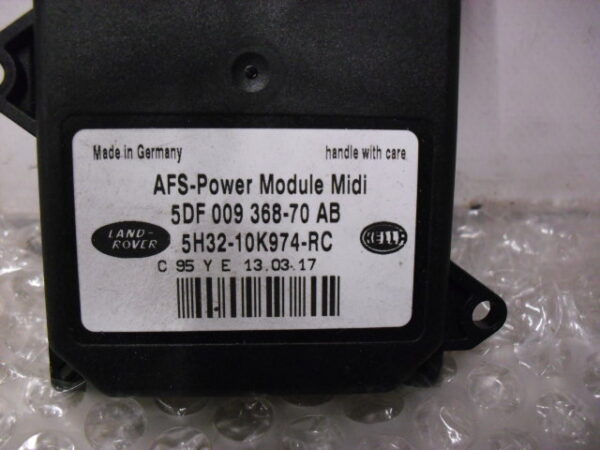 Made in Germany handle with care
AFS-Power Module Midi
5DF 009 368-70 AB
LAND-
ROVER
5H32-10K974-RC
HELLA
C 95 Y E 13.03.17